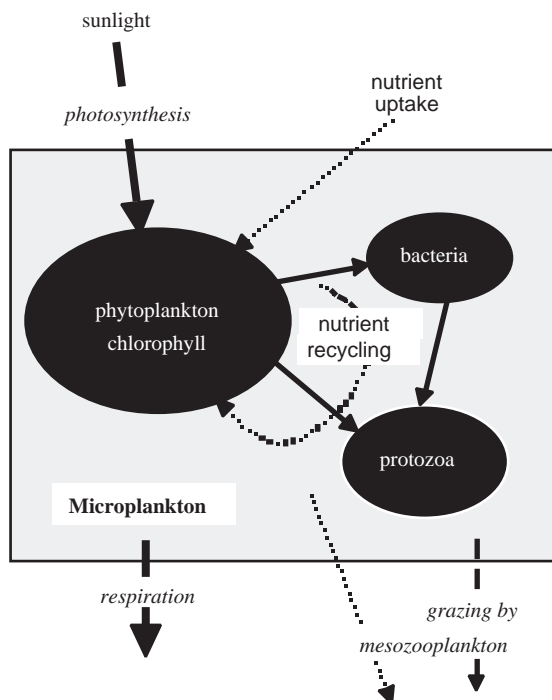 sunlight
photosynthesis
nutrient
uptake
bacteria
phytoplankton
chlorophyll
nutrient
recycling
protozoa
Microplankton
respiration
grazing by
mesozooplankton